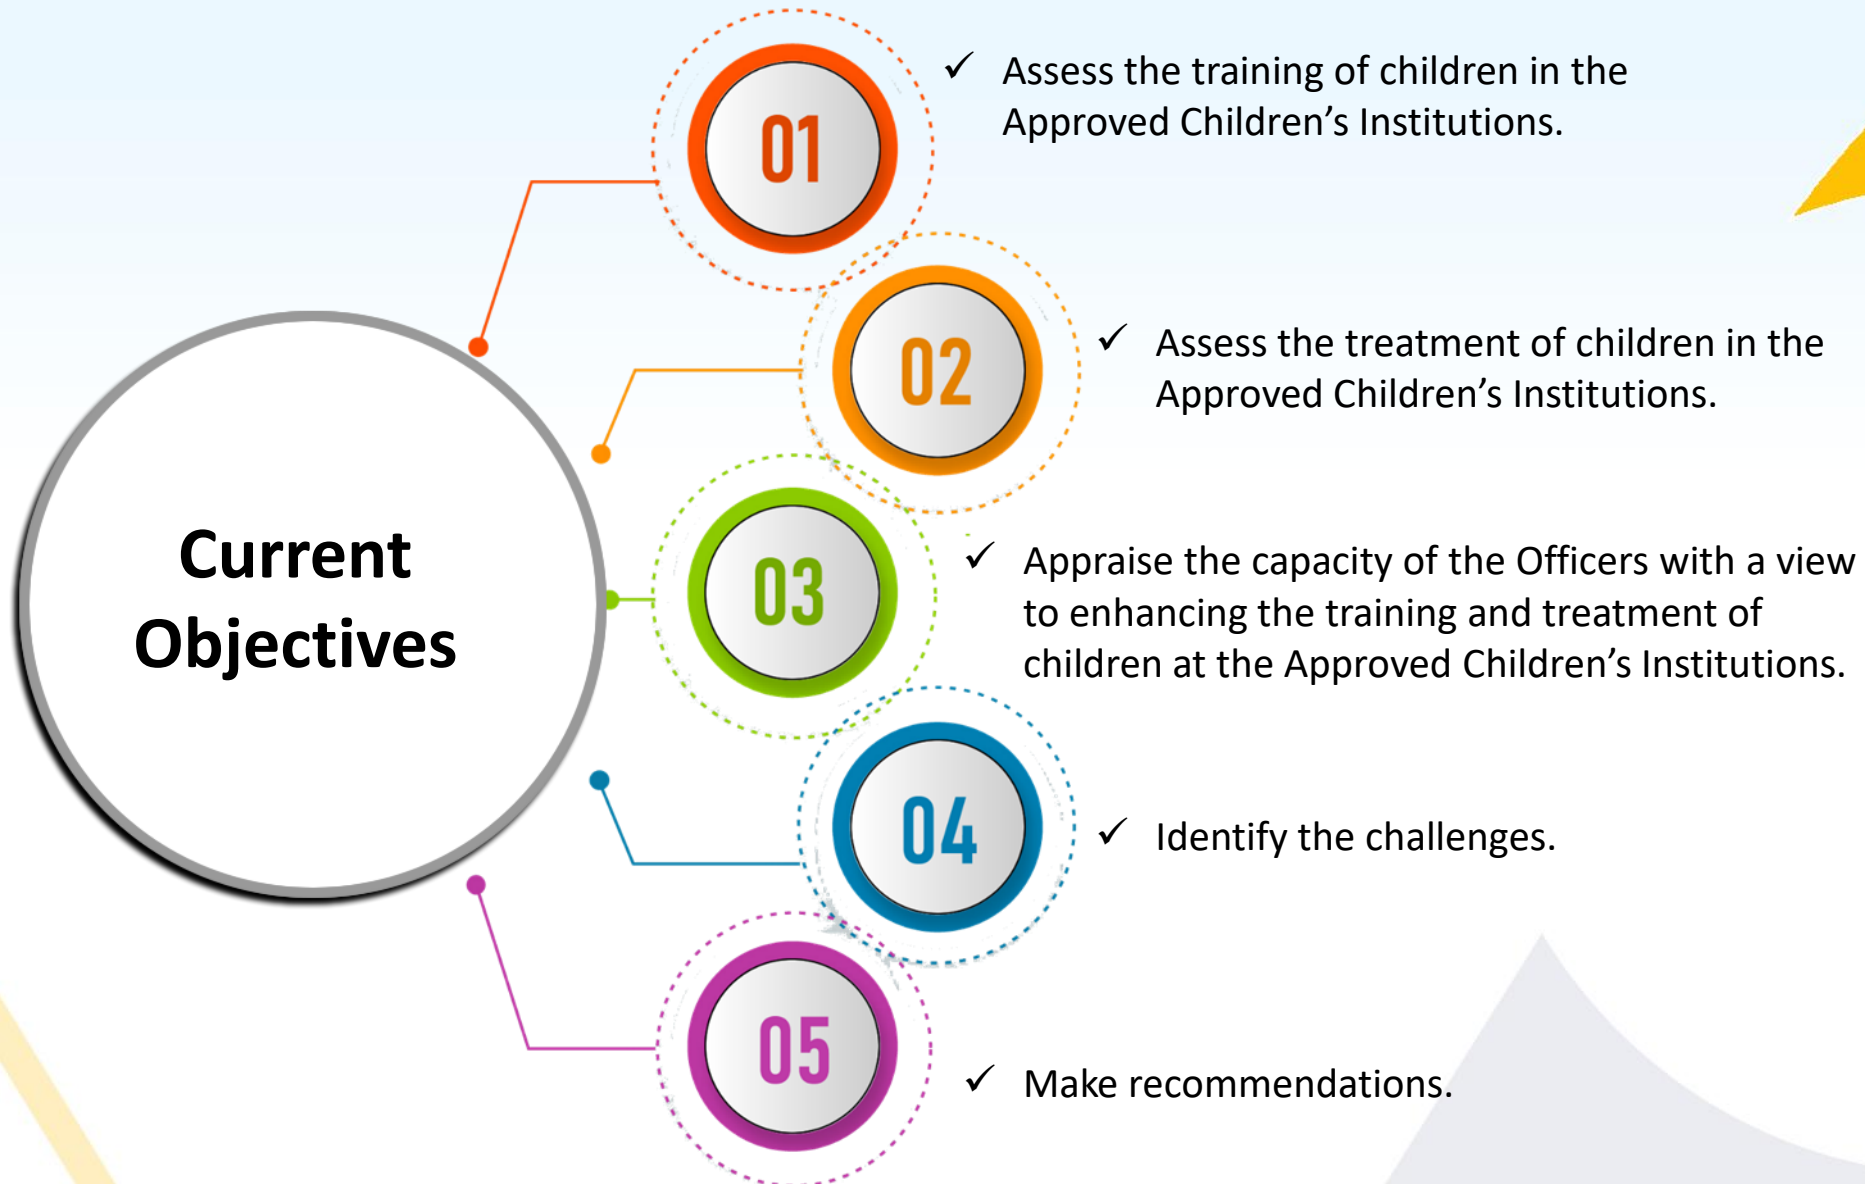 Current
Objectives
01
✓ Assess the training of children in the
Approved Children’s Institutions.
02
✓ Assess the treatment of children in the
Approved Children’s Institutions.
03
✓ Appraise the capacity of the Officers with a view
to enhancing the training and treatment of
children at the Approved Children’s Institutions.
04
✓ Identify the challenges.
05
✓ Make recommendations.